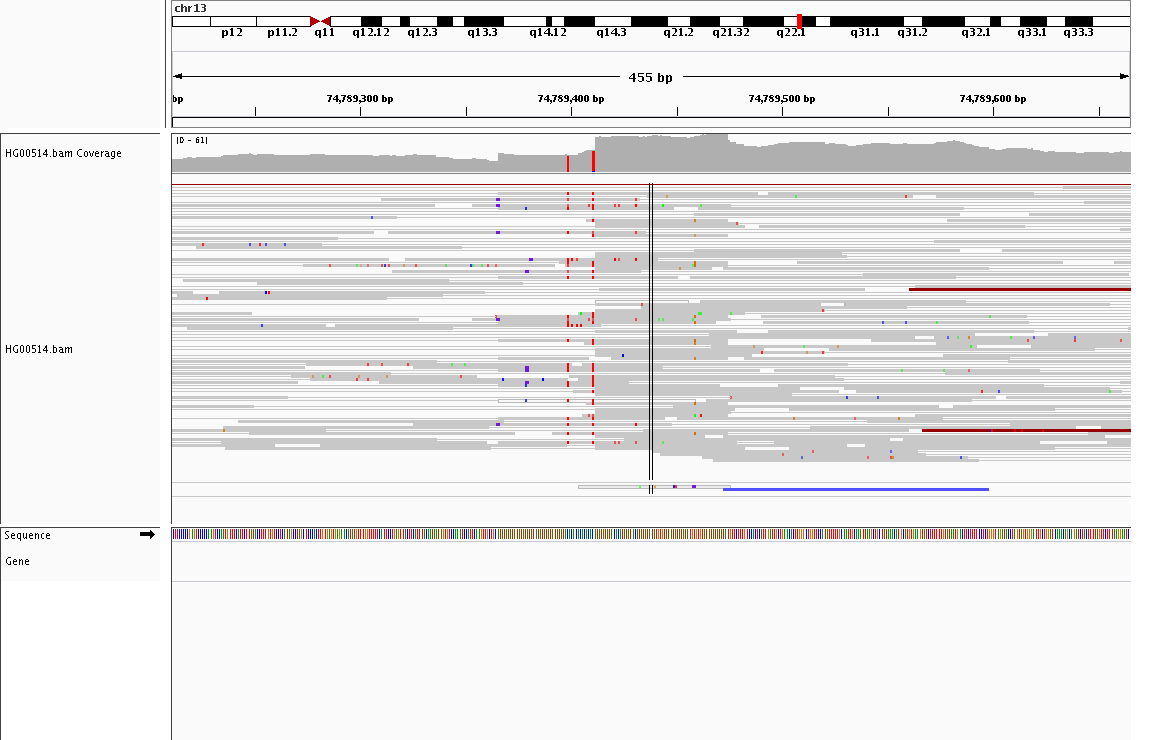 chr13
p12 p11.2 q11 q12.12 q12.3 q13.3 q14.12 q14.3 q21.2 q21.32 q22.1 q31.1 q31.2 q32.1 q33.1 q33.3
455 bp
bp 74,789,300 bp 74,789,400 bp 74,789,500 bp 74,789,600 bp
[0 - 61]
HG00514.bam Coverage
HG00514.bam
Sequence
Gene